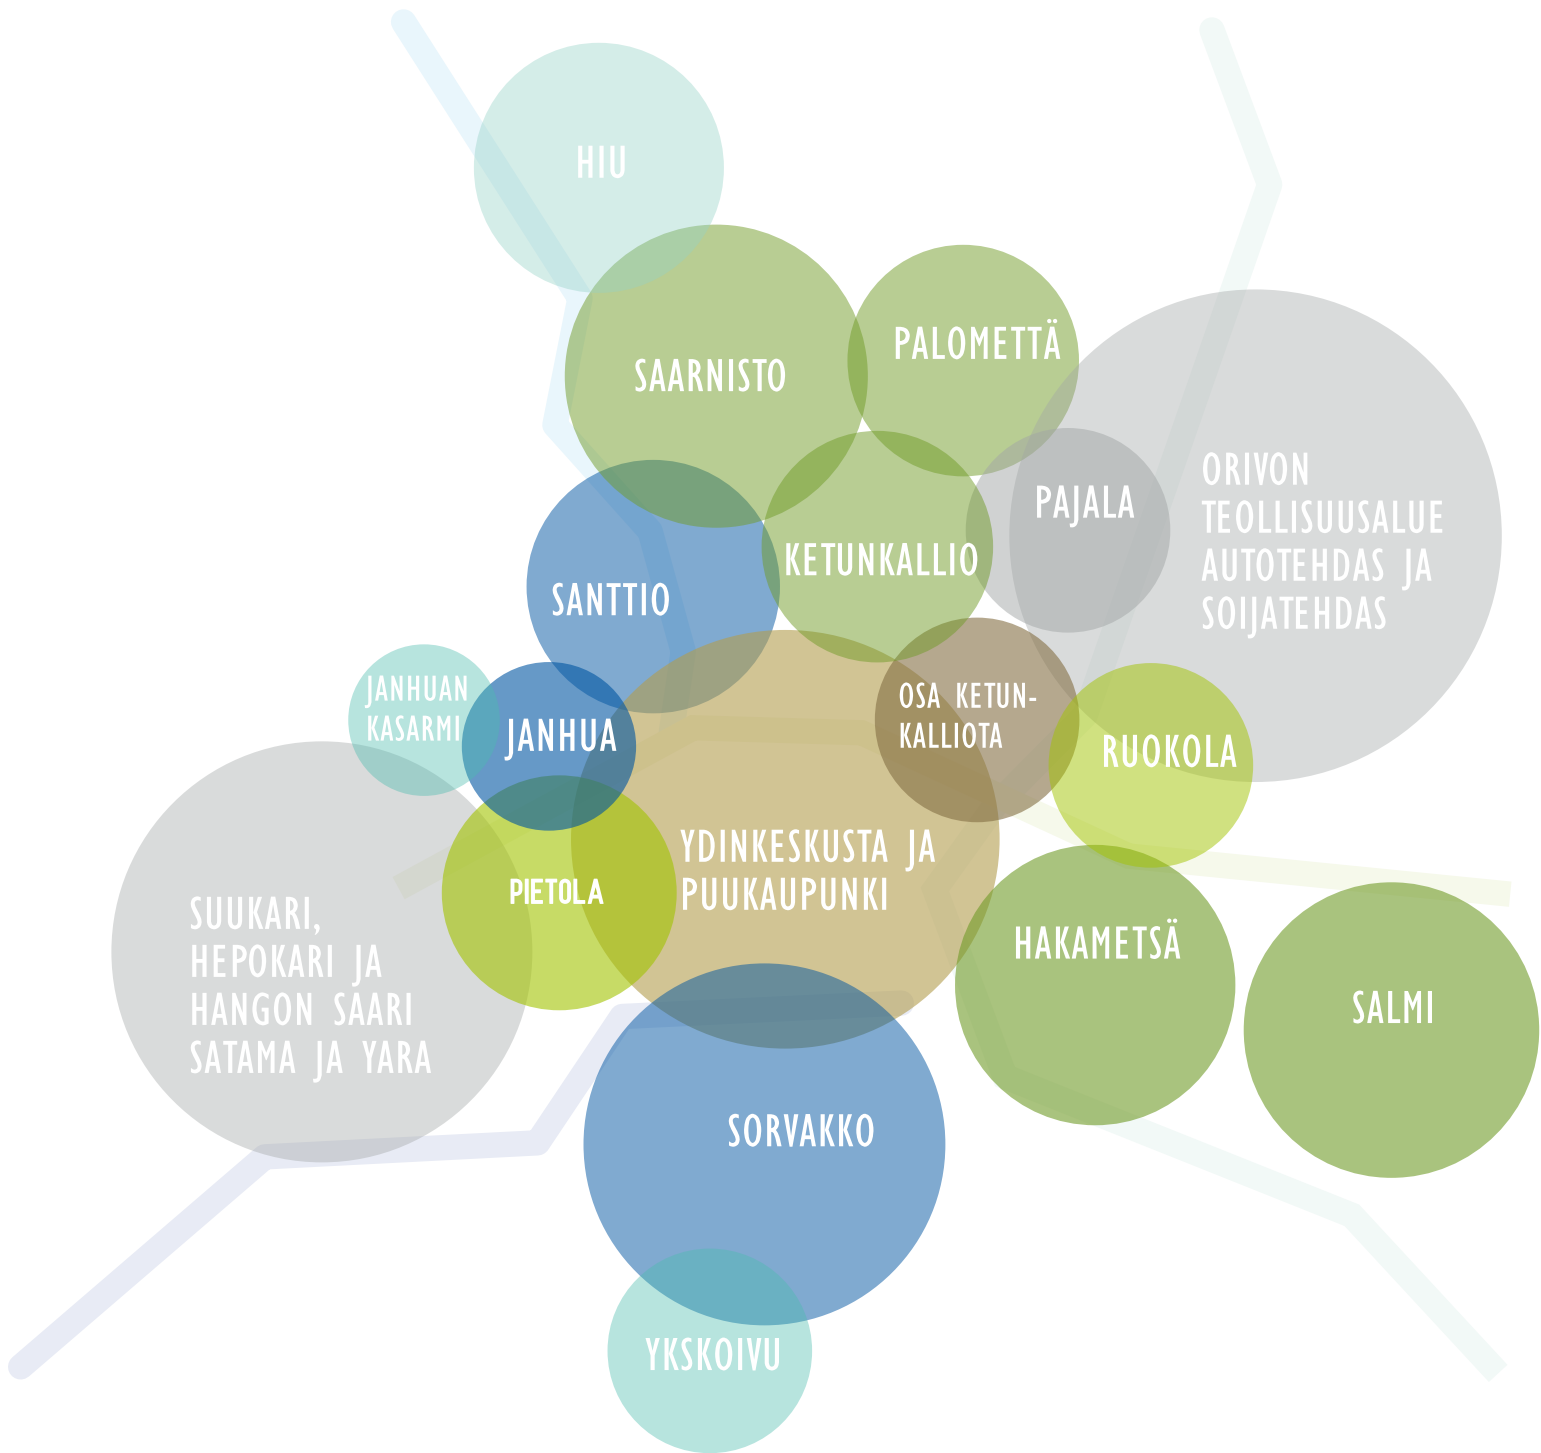 HIU
PALOMETTÄ
SAARNISTO
ORIVON
TEOLLISUUSALUE
AUTOTEHDAS JA
SOIJATEHDAS
PAJALA
KETUNKALLIO
SANTTIO
JANHUAN
KASARMI
JANHUA
OSA KETUN-
KALLIOTA
RUOKOLA
YDINKESKUSTA JA
PUUKAUPUNKI
PIETOLA
SUUKARI,
HEPOKARI JA
HANGON SAARI
SATAMA JA YARA
HAKAMETSÄ
SALMI
SORVAKKO
YKSKOIVU